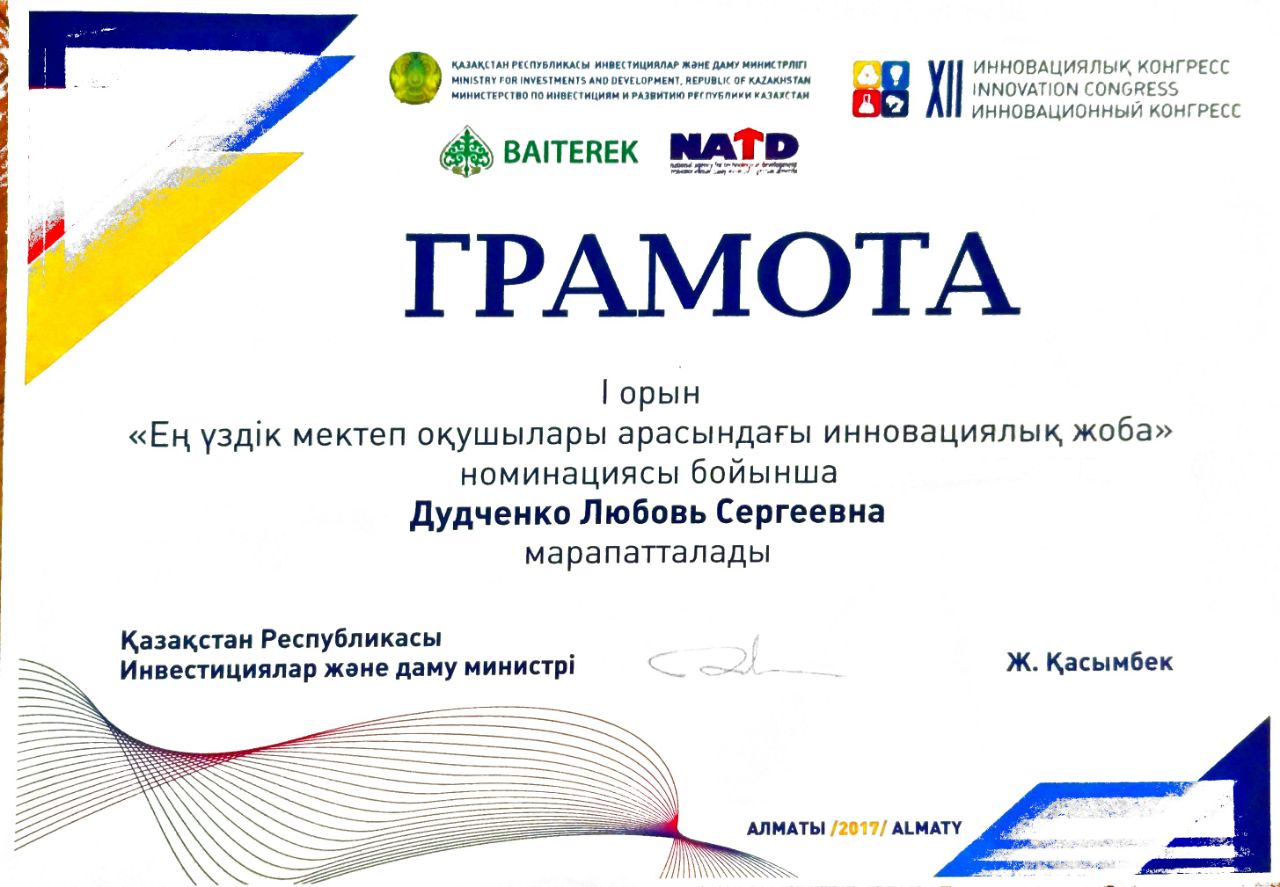 ҚАЗАҚСТАН РЕСПУБЛИКАСЫ ИНВЕСТИЦИЯЛАР ЖӘНЕ ДАМУ МИНИСТРЛІГІ
MINISTRY FOR INVESTMENTS AND DEVELOPMENT, REPUBLIC OF KAZAKHSTAN
МИНИСТЕРСТВО ПО ИНВЕСТИЦИЯМ И РАЗВИТИЮ РЕСПУБЛИКИ КАЗАХСТАН
XII
ИННОВАЦИЯЛЫҚ КОНГРЕСС
INNOVATION CONGRESS
ИННОВАЦИОННЫЙ КОНГРЕСС
BAITEREK
NATD
ГРАМОТА
І орын
«Ең үздік мектеп оқушылары арасындағы инновациялық жоба»
номинациясы бойынша
Дудченко Любовь Сергеевна
марапатталады
Қазақстан Республикасы
Инвестициялар және даму министрі
Ж. Қасымбек
АЛМАТЫ /2017/ ALMATY